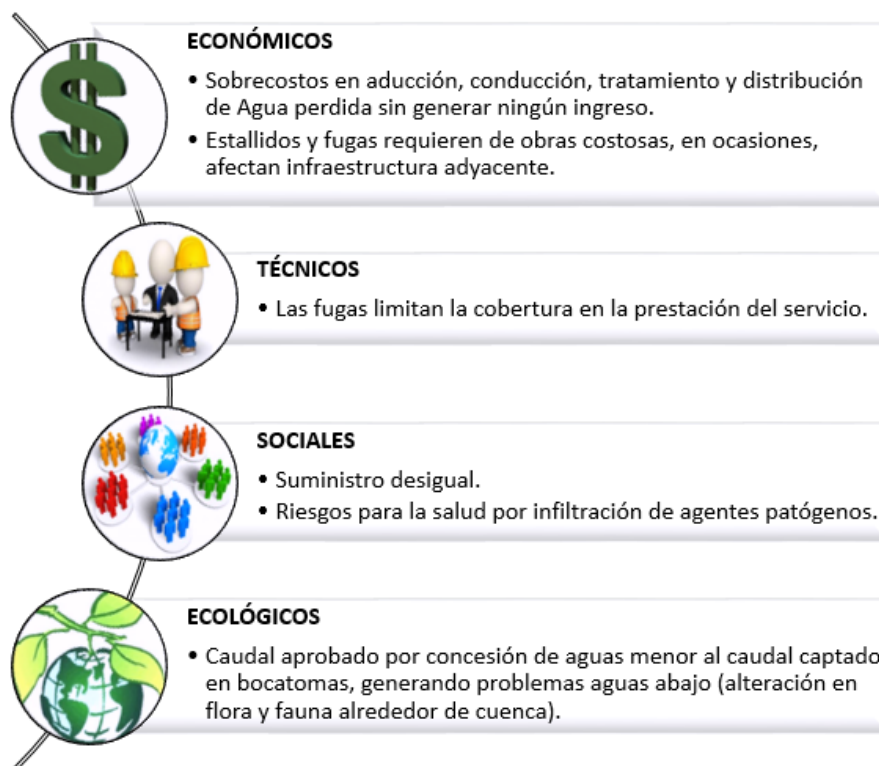 ECONÓMICOS
• Sobrecostos en aducción, conducción, tratamiento y distribución
de Agua perdida sin generar ningún ingreso.
• Estallidos y fugas requieren de obras costosas, en ocasiones,
afectan infraestructura adyacente.
TÉCNICOS
• Las fugas limitan la cobertura en la prestación del servicio.
SOCIALES
• Suministro desigual.
• Riesgos para la salud por infiltración de agentes patógenos.
ECOLÓGICOS
• Caudal aprobado por concesión de aguas menor al caudal captado
en bocatomas, generando problemas aguas abajo (alteración en
flora y fauna alrededor de cuenca).